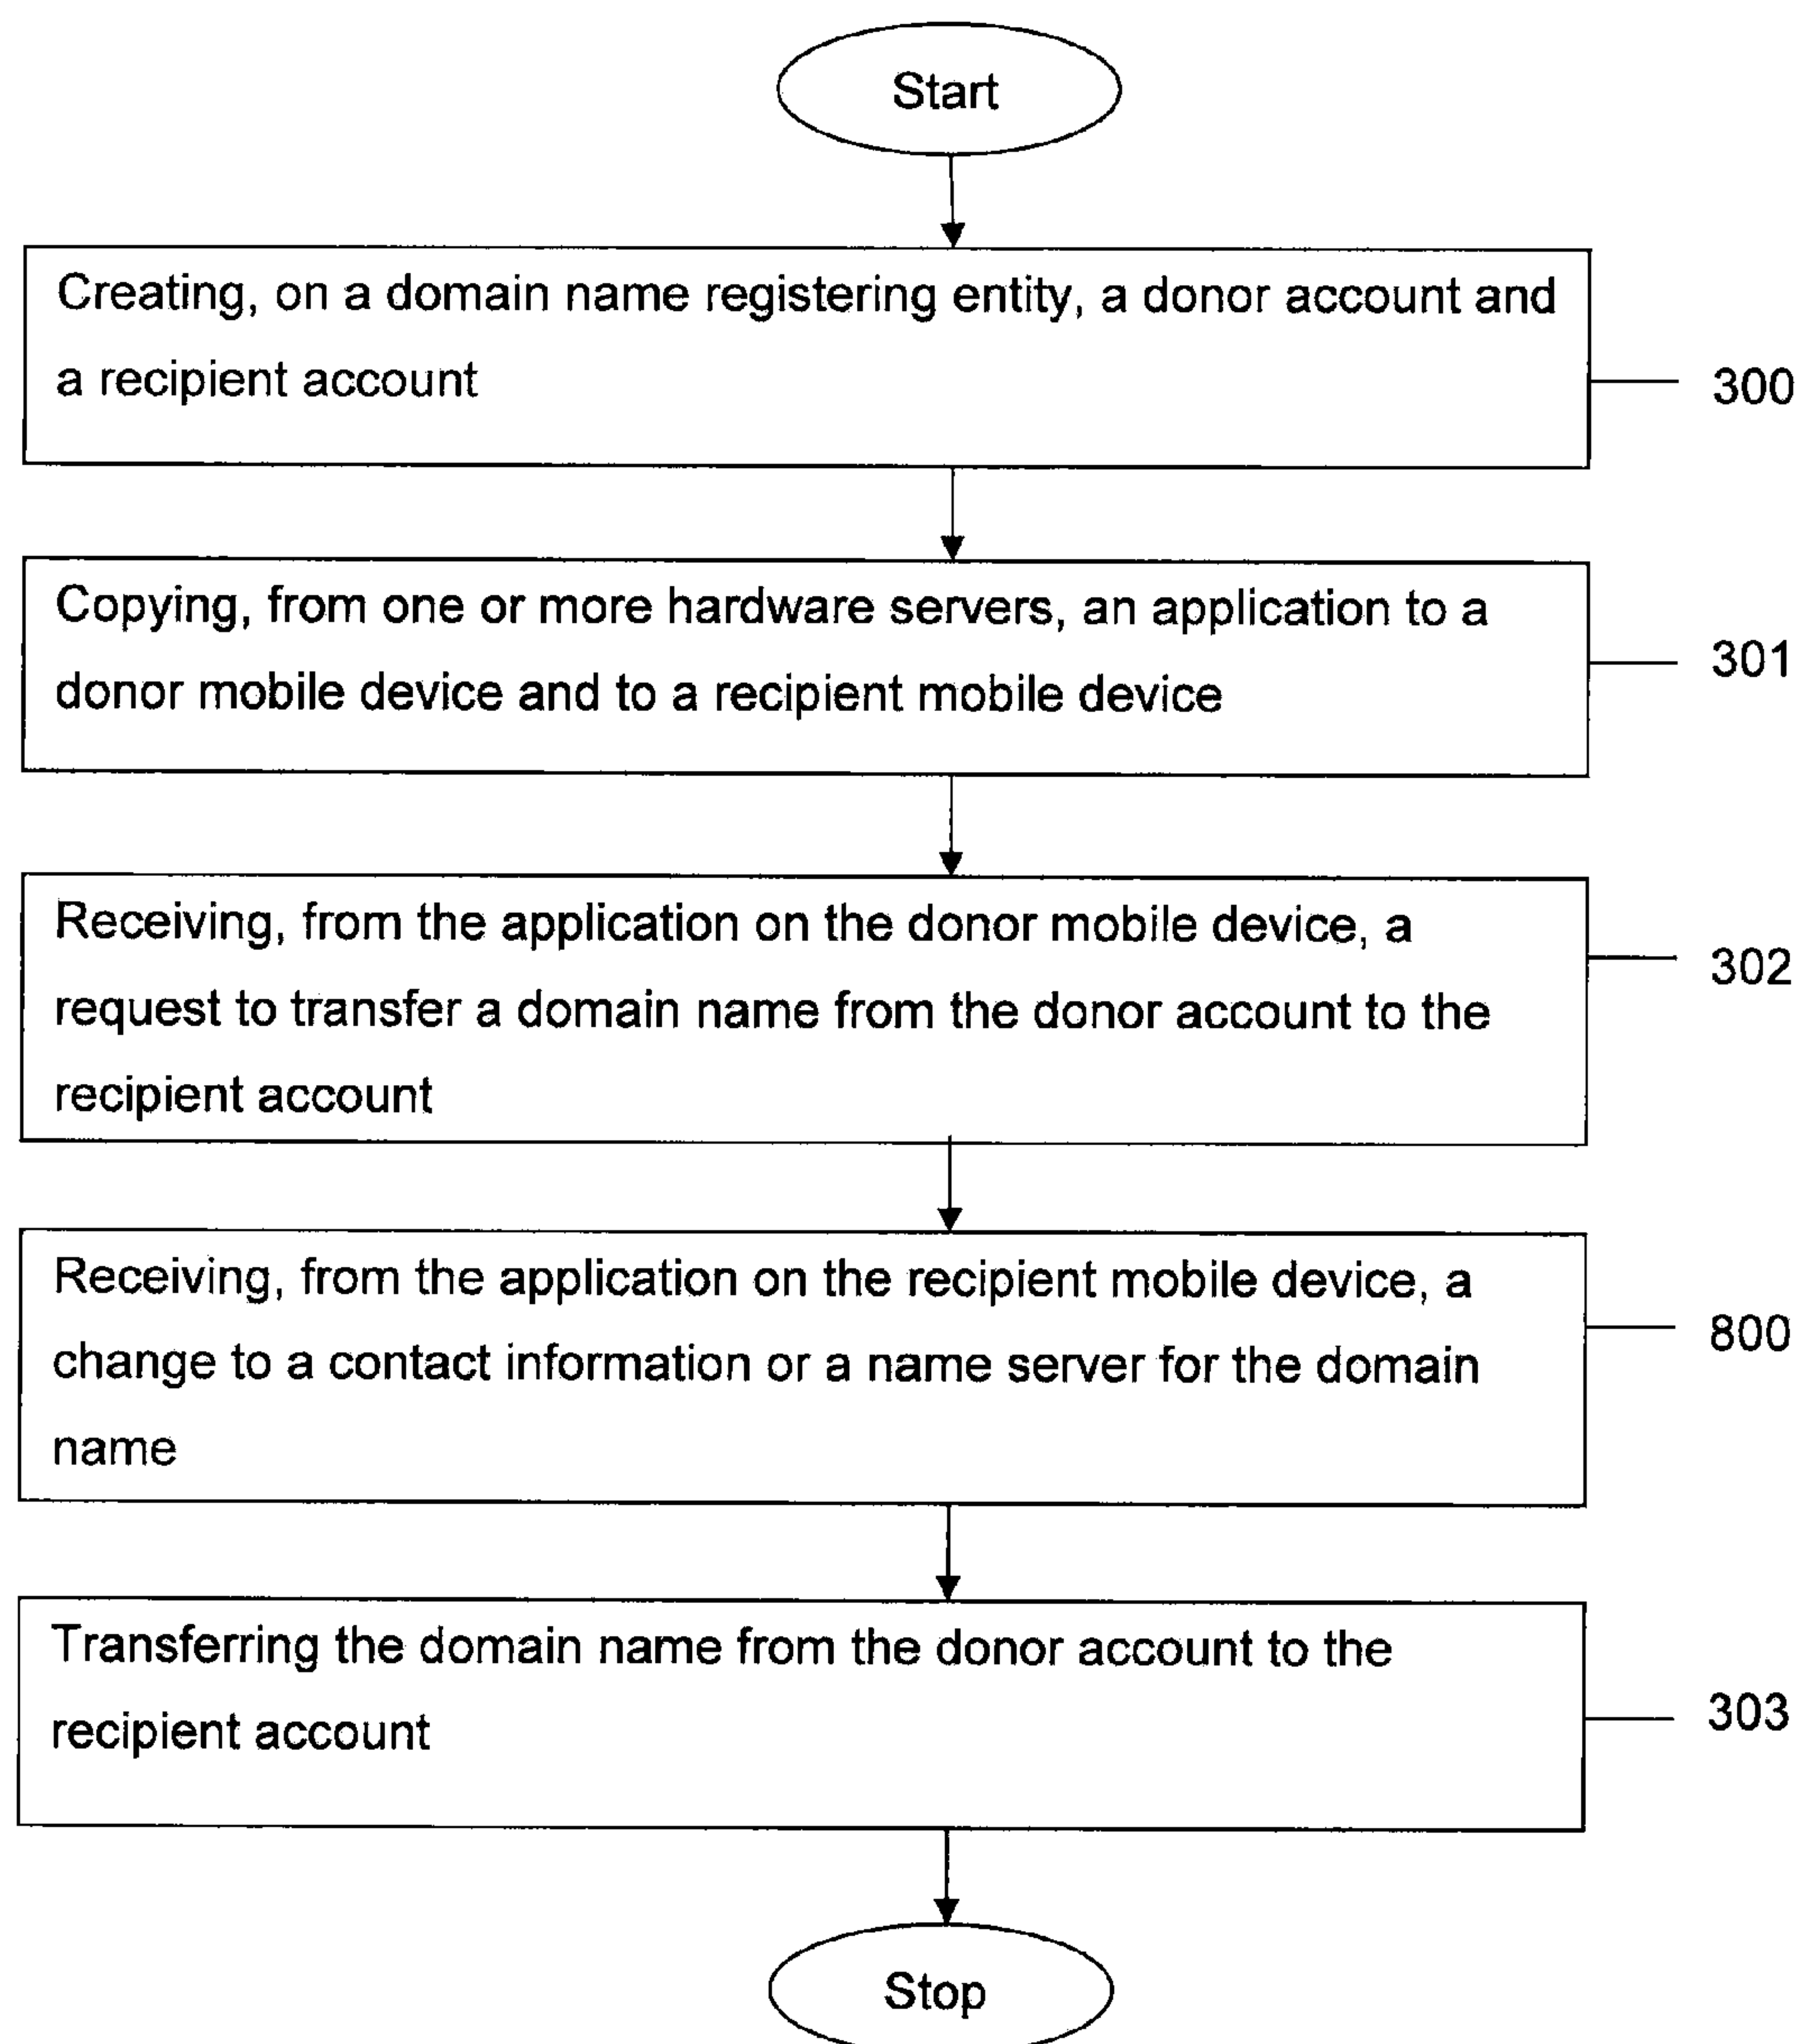 Start
Creating, on a domain name registering entity, a donor account and
a recipient account
300
Copying, from one or more hardware servers, an application to a
donor mobile device and to a recipient mobile device
301
Receiving, from the application on the donor mobile device, a
request to transfer a domain name from the donor account to the
recipient account
302
Receiving, from the application on the recipient mobile device, a
change to a contact information or a name server for the domain
name
800
Transferring the domain name from the donor account to the
recipient account
303
Stop